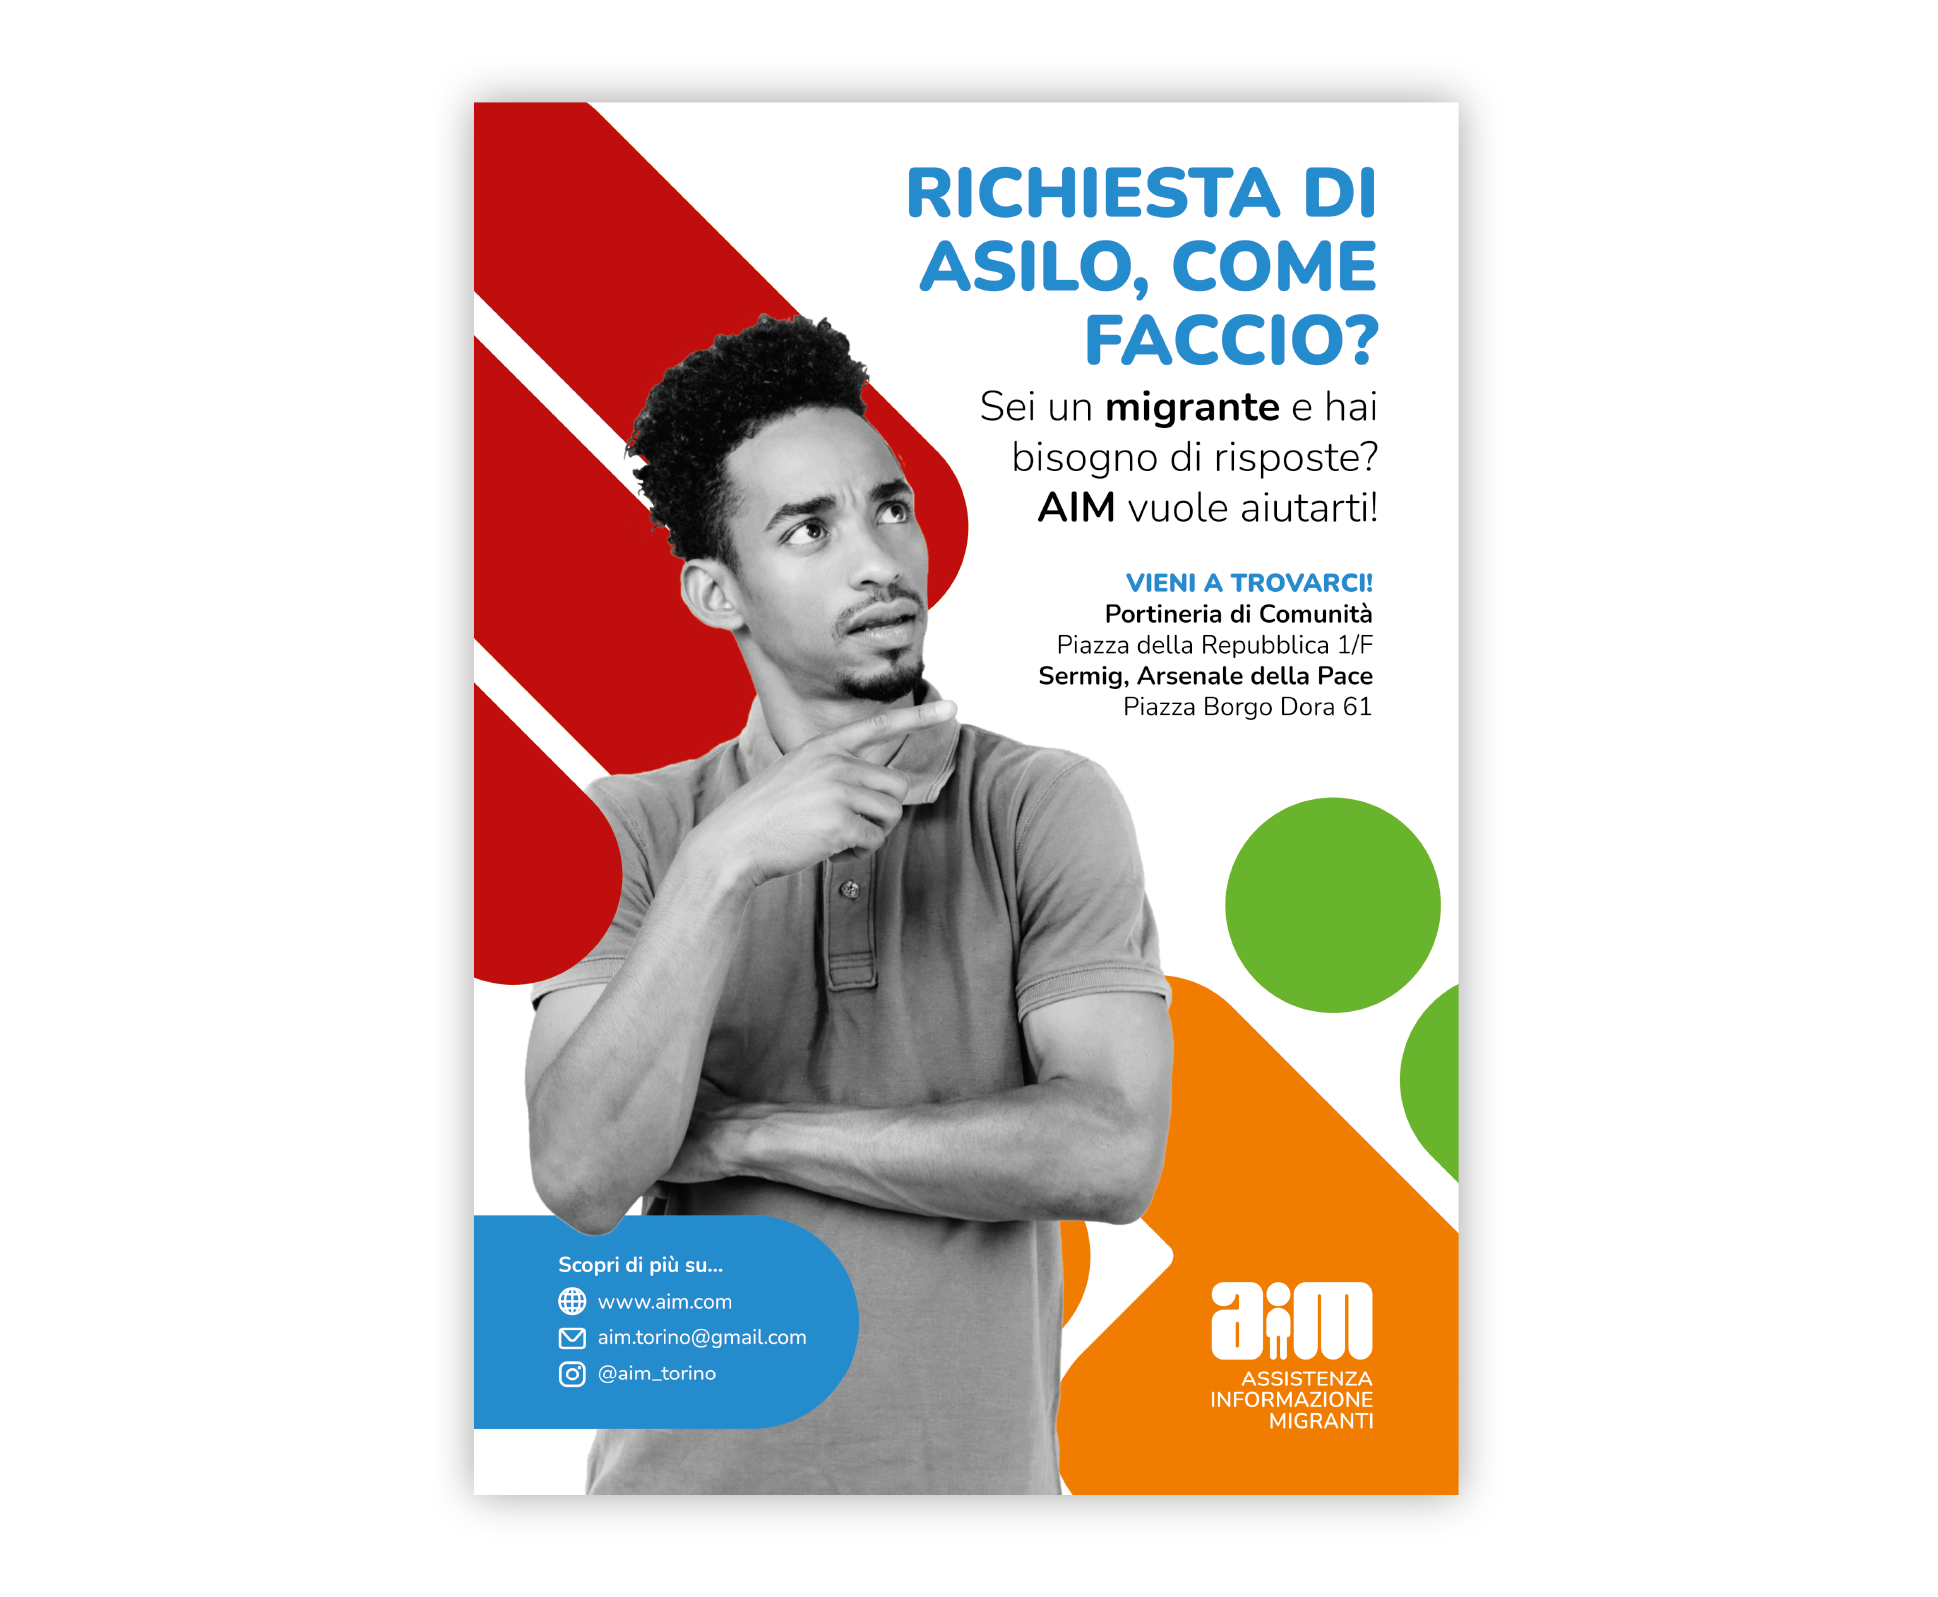 RICHIESTA DI
ASILO, COME
FACCIO?
Sei un migrante e hai
bisogno di risposte?
AIM vuole aiutarti!
VIENI A TROVARCI!
Portineria di Comunità
Piazza della Repubblica 1/F
Sermig, Arsenale della Pace
Piazza Borgo Dora 61
Scopri di più su...
www.aim.com
aim.torino@gmail.com
@aim_torino
aim
ASSISTENZA
INFORMAZIONE
MIGRANTI